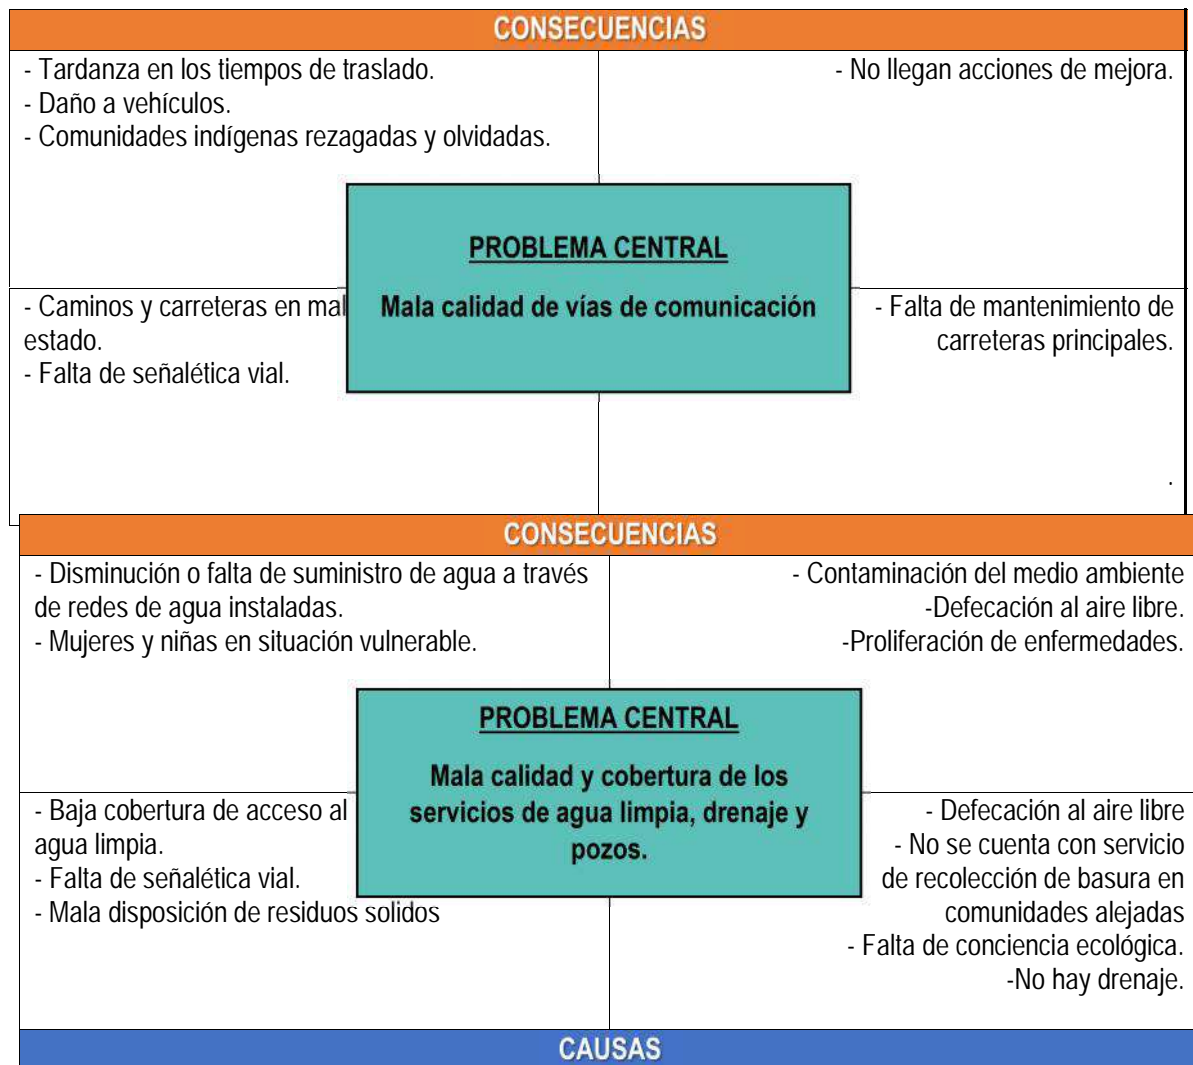 CONSECUENCIAS
- Tardanza en los tiempos de traslado.
- Daño a vehículos.
- Comunidades indígenas rezagadas y olvidadas.
- No llegan acciones de mejora.
PROBLEMA CENTRAL
Mala calidad de vías de comunicación
- Caminos y carreteras en mal
estado.
- Falta de señalética vial.
- Falta de mantenimiento de
carreteras principales.
.
CONSECUENCIAS
- Disminución o falta de suministro de agua a través
de redes de agua instaladas.
- Mujeres y niñas en situación vulnerable.
- Contaminación del medio ambiente
-Defecación al aire libre.
-Proliferación de enfermedades.
PROBLEMA CENTRAL
Mala calidad y cobertura de los
servicios de agua limpia, drenaje y
pozos.
- Baja cobertura de acceso al
agua limpia.
- Falta de señalética vial.
- Mala disposición de residuos solidos
- Defecación al aire libre
- No se cuenta con servicio
de recolección de basura en
comunidades alejadas
- Falta de conciencia ecológica.
-No hay drenaje.
CAUSAS